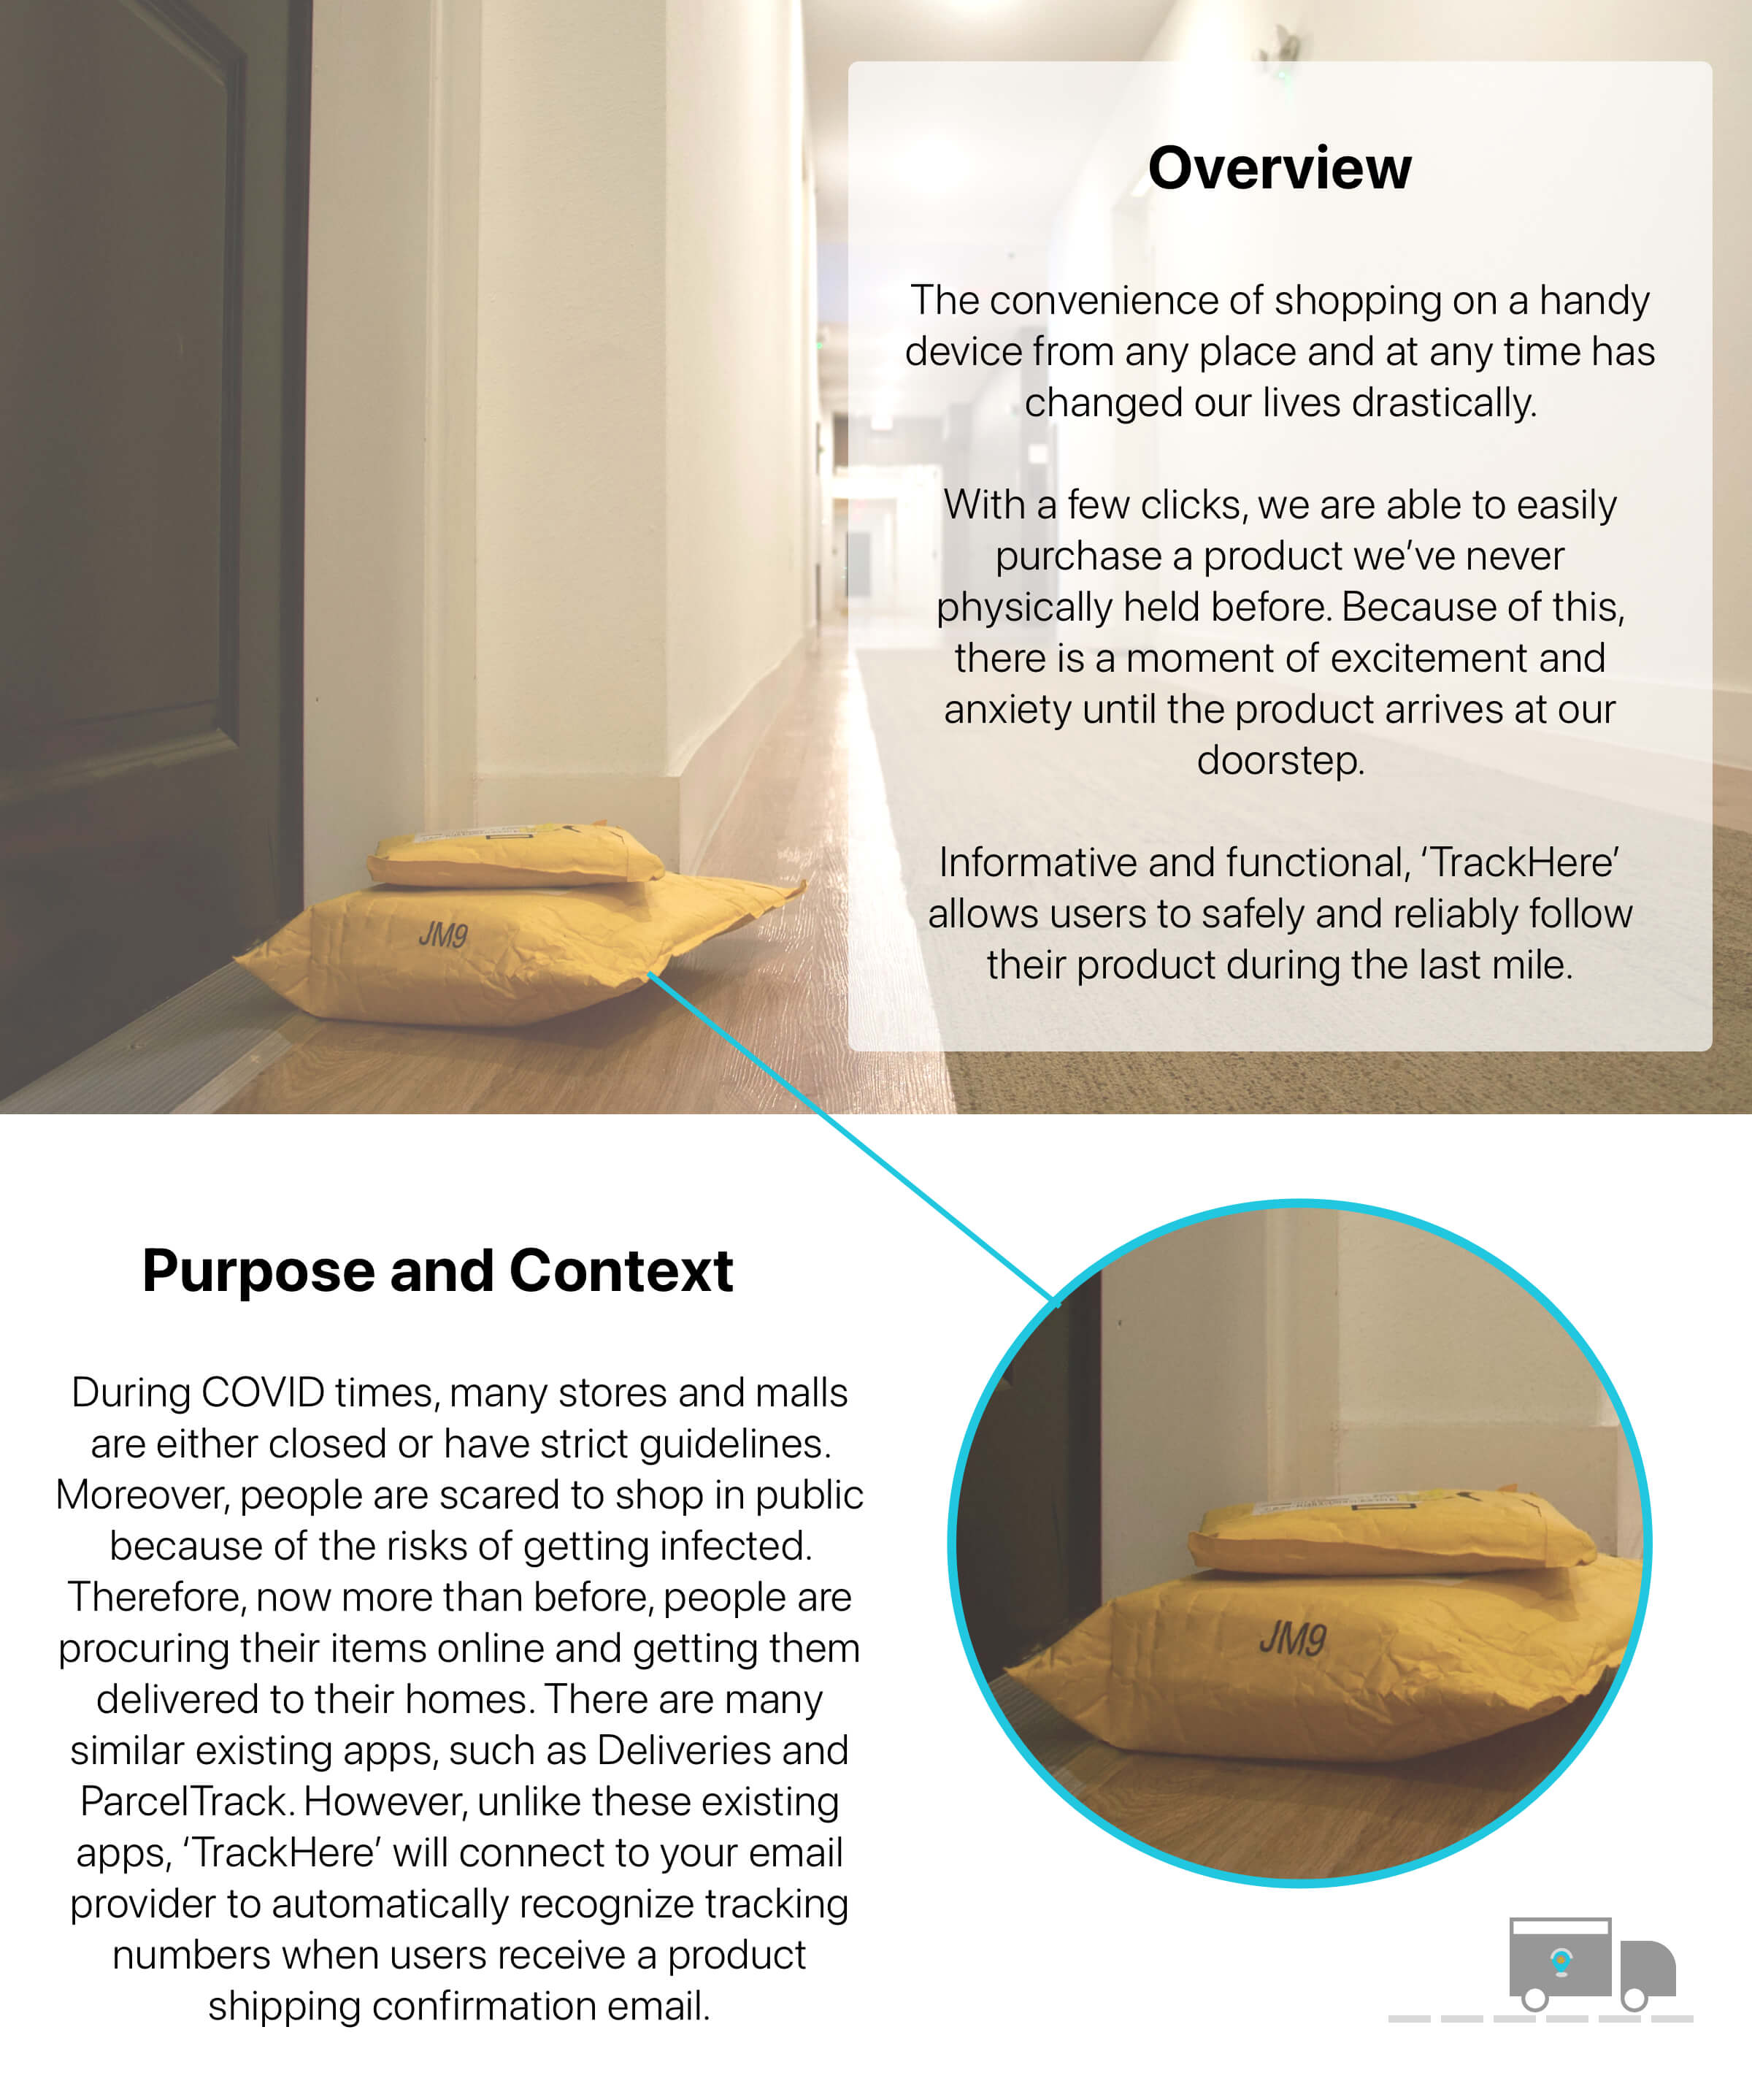 Overview
The convenience of shopping on a handy
device from any place and at any time has
changed our lives drastically.
With a few clicks, we are able to easily
purchase a product we’ve never
physically held before. Because of this,
there is a moment of excitement and
anxiety until the product arrives at our
doorstep.
Informative and functional, ‘TrackHere’
allows users to safely and reliably follow
their product during the last mile.
JM9
Purpose and Context
During COVID times, many stores and malls
are either closed or have strict guidelines.
Moreover, people are scared to shop in public
because of the risks of getting infected.
Therefore, now more than before, people are
procuring their items online and getting them
delivered to their homes. There are many
similar existing apps, such as Deliveries and
ParcelTrack. However, unlike these existing
apps, ‘TrackHere’ will connect to your email
provider to automatically recognize tracking
numbers when users receive a product
shipping confirmation email.
JM9